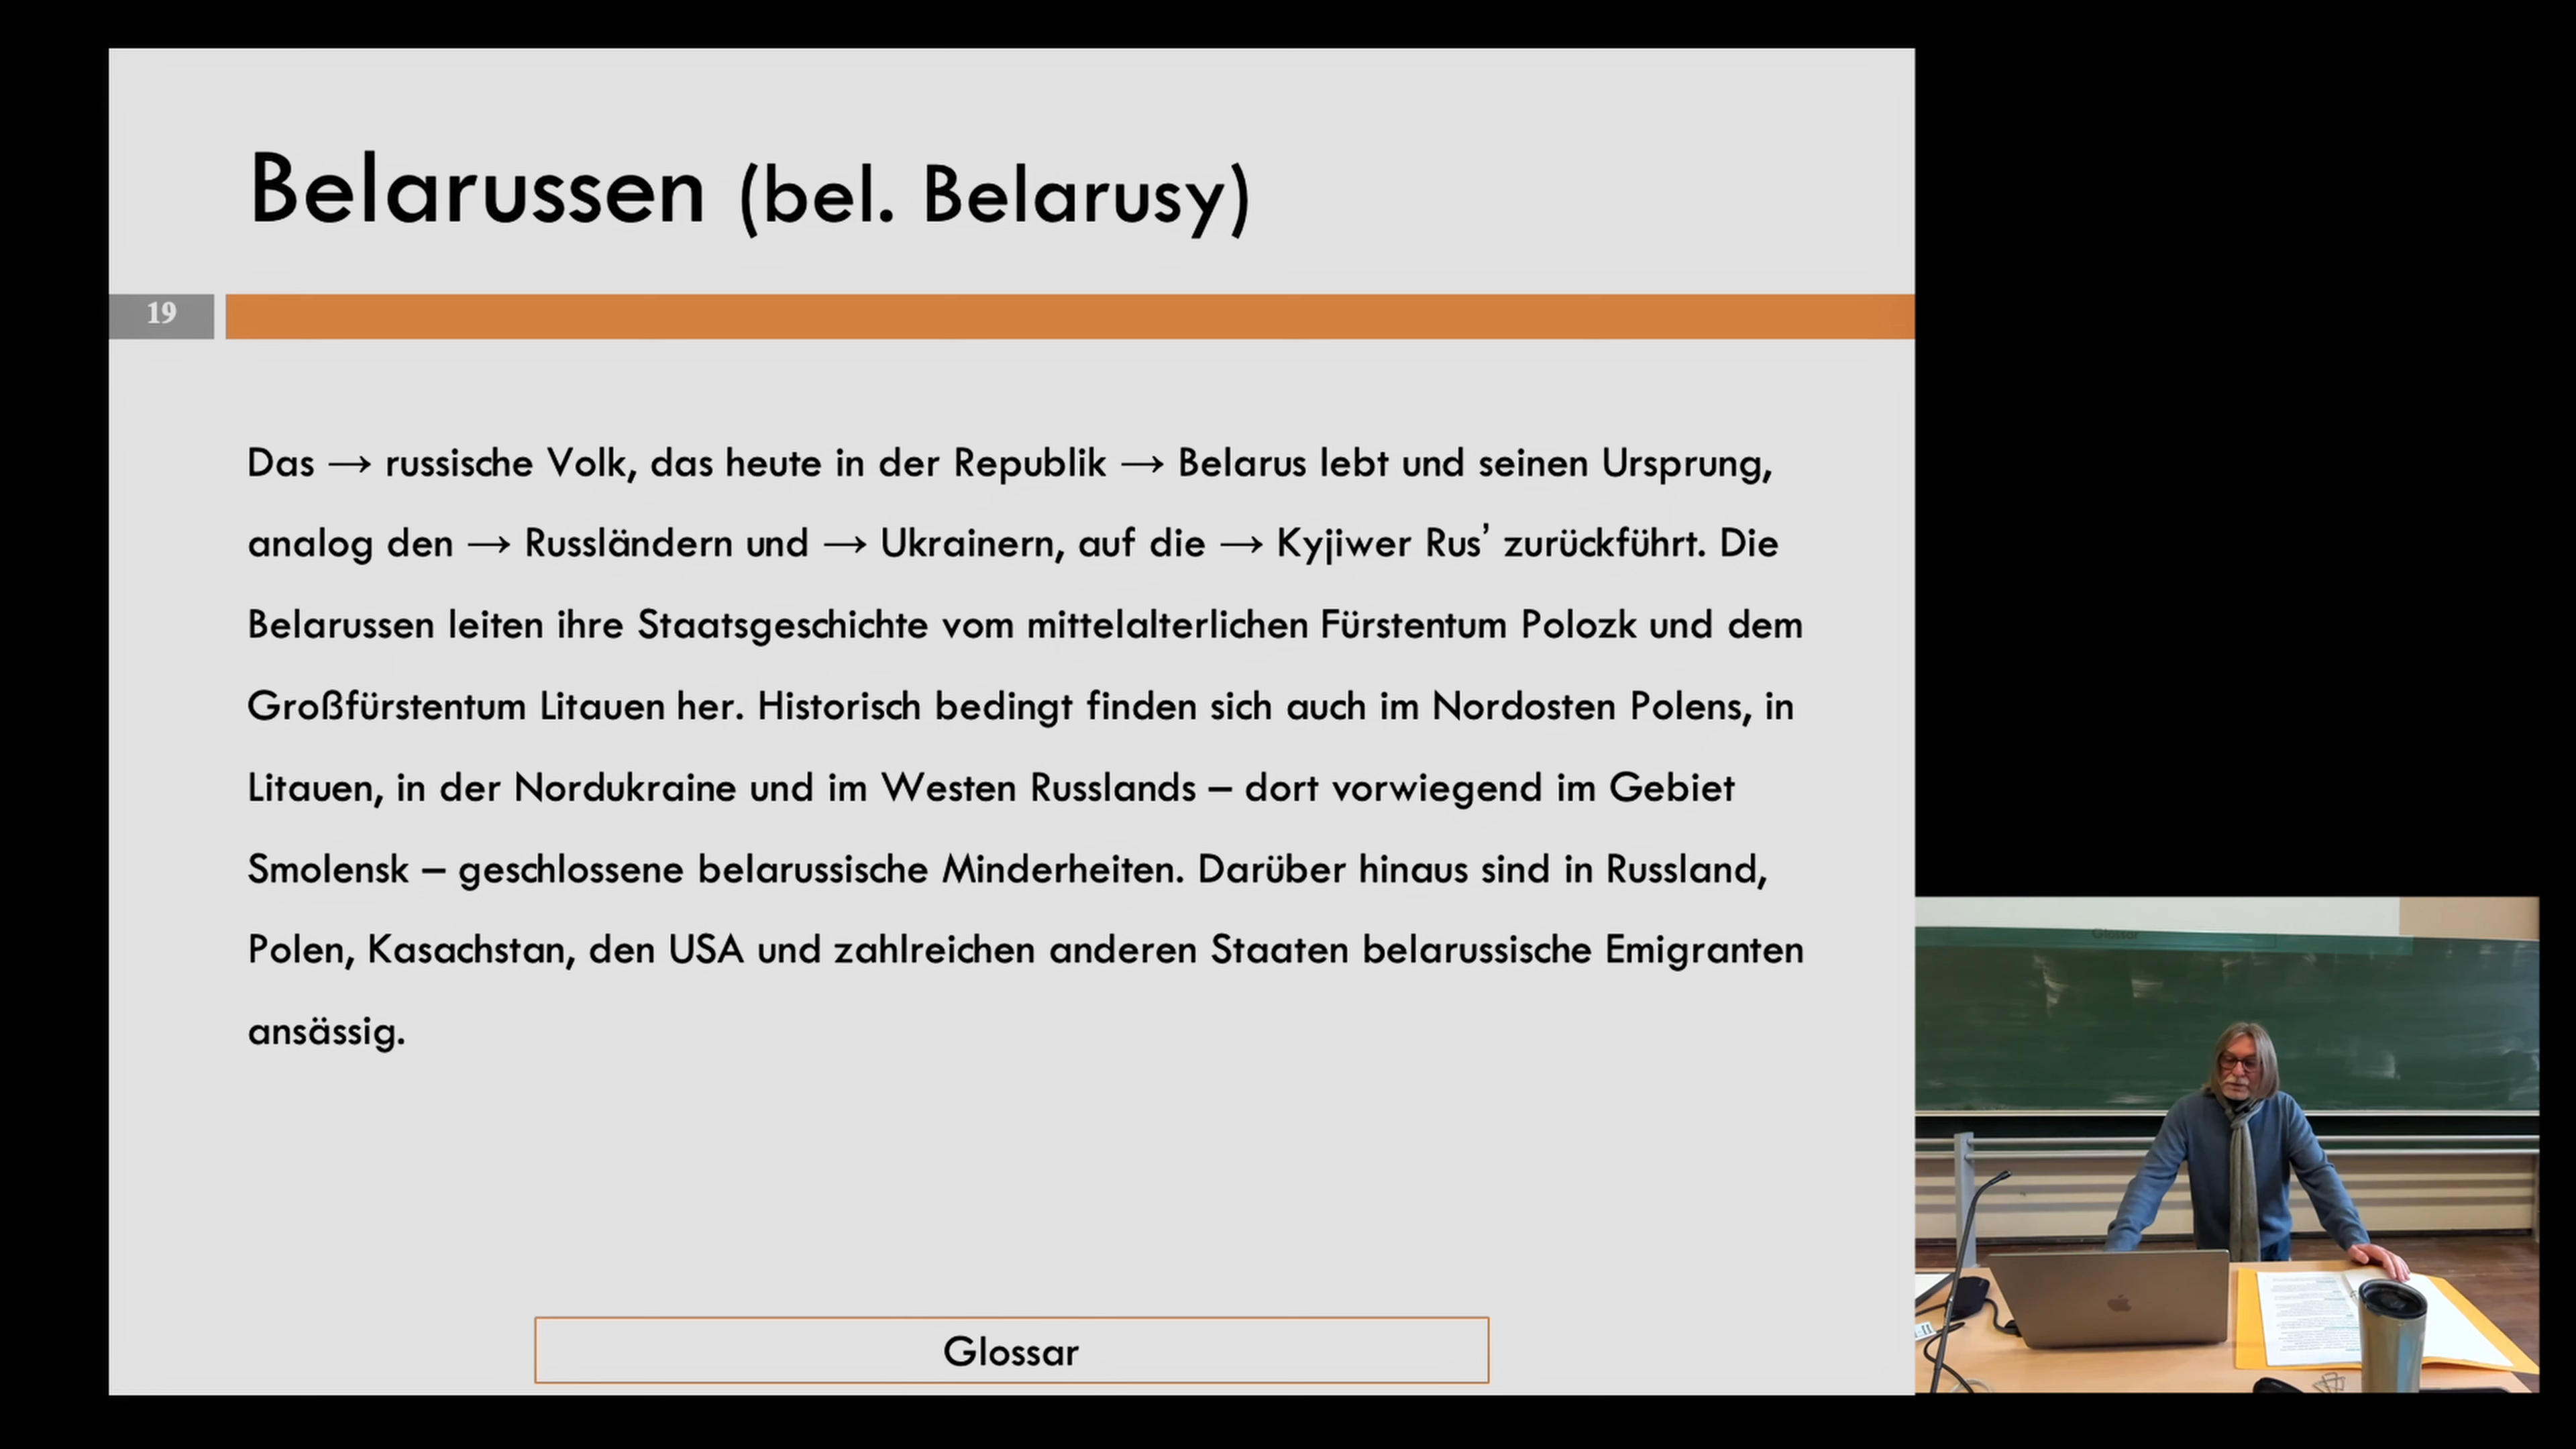 Belarussen (bel. Belarusy)
19
Das → russische Volk, das heute in der Republik → Belarus lebt und seinen Ursprung,
analog den → Russländern und → Ukrainern, auf die → Kyjiwer Rus’ zurückführt. Die
Belarussen leiten ihre Staatsgeschichte vom mittelalterlichen Fürstentum Polozk und dem
Großfürstentum Litauen her. Historisch bedingt finden sich auch im Nordosten Polens, in
Litauen, in der Nordukraine und im Westen Russlands – dort vorwiegend im Gebiet
Smolensk – geschlossene belarussische Minderheiten. Darüber hinaus sind in Russland,
Polen, Kasachstan, den USA und zahlreichen anderen Staaten belarussische Emigranten
ansässig.
Glossar
Glossar